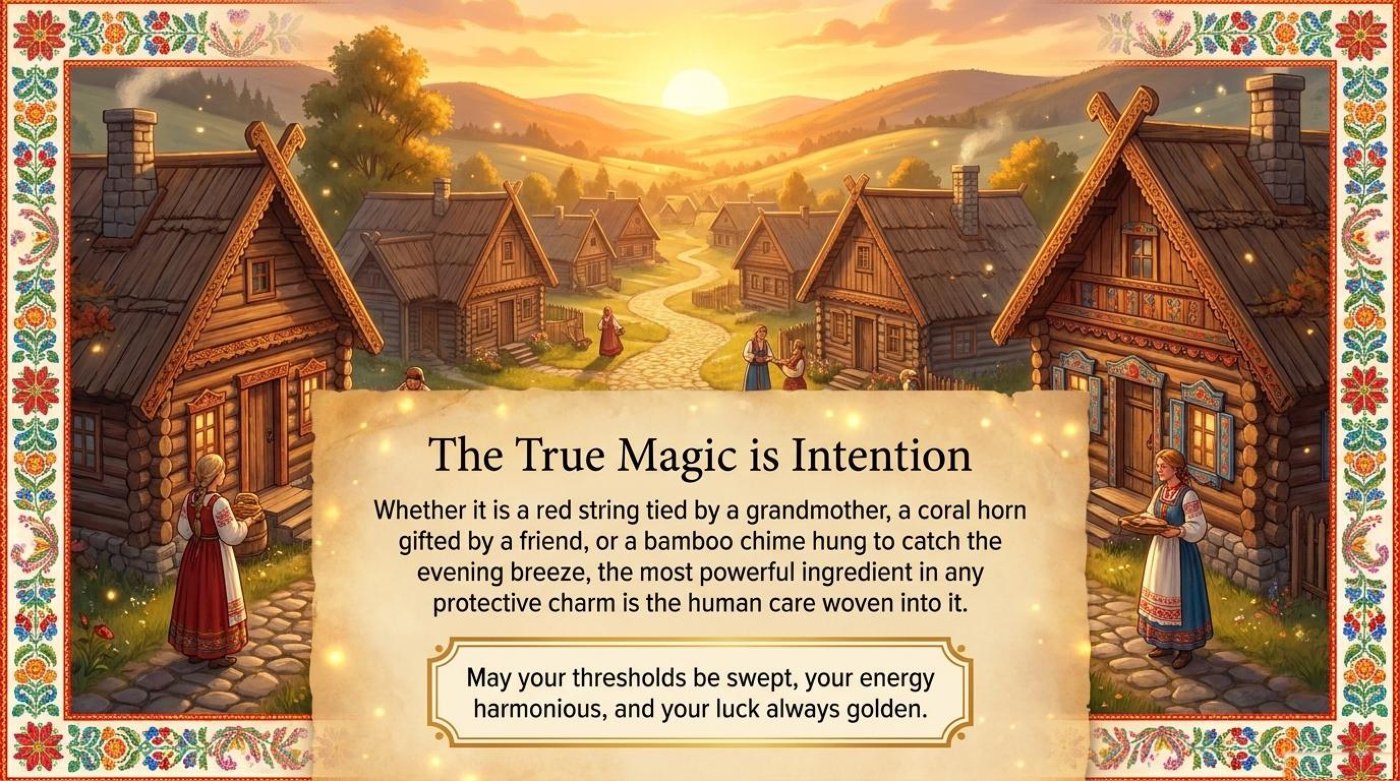 The True Magic is Intention
Whether it is a red string tied by a grandmother, a coral horn
gifted by a friend, or a bamboo chime hung to catch the
evening breeze, the most powerful ingredient in any
protective charm is the human care woven into it.
May your thresholds be swept, your energy
harmonious, and your luck always golden.